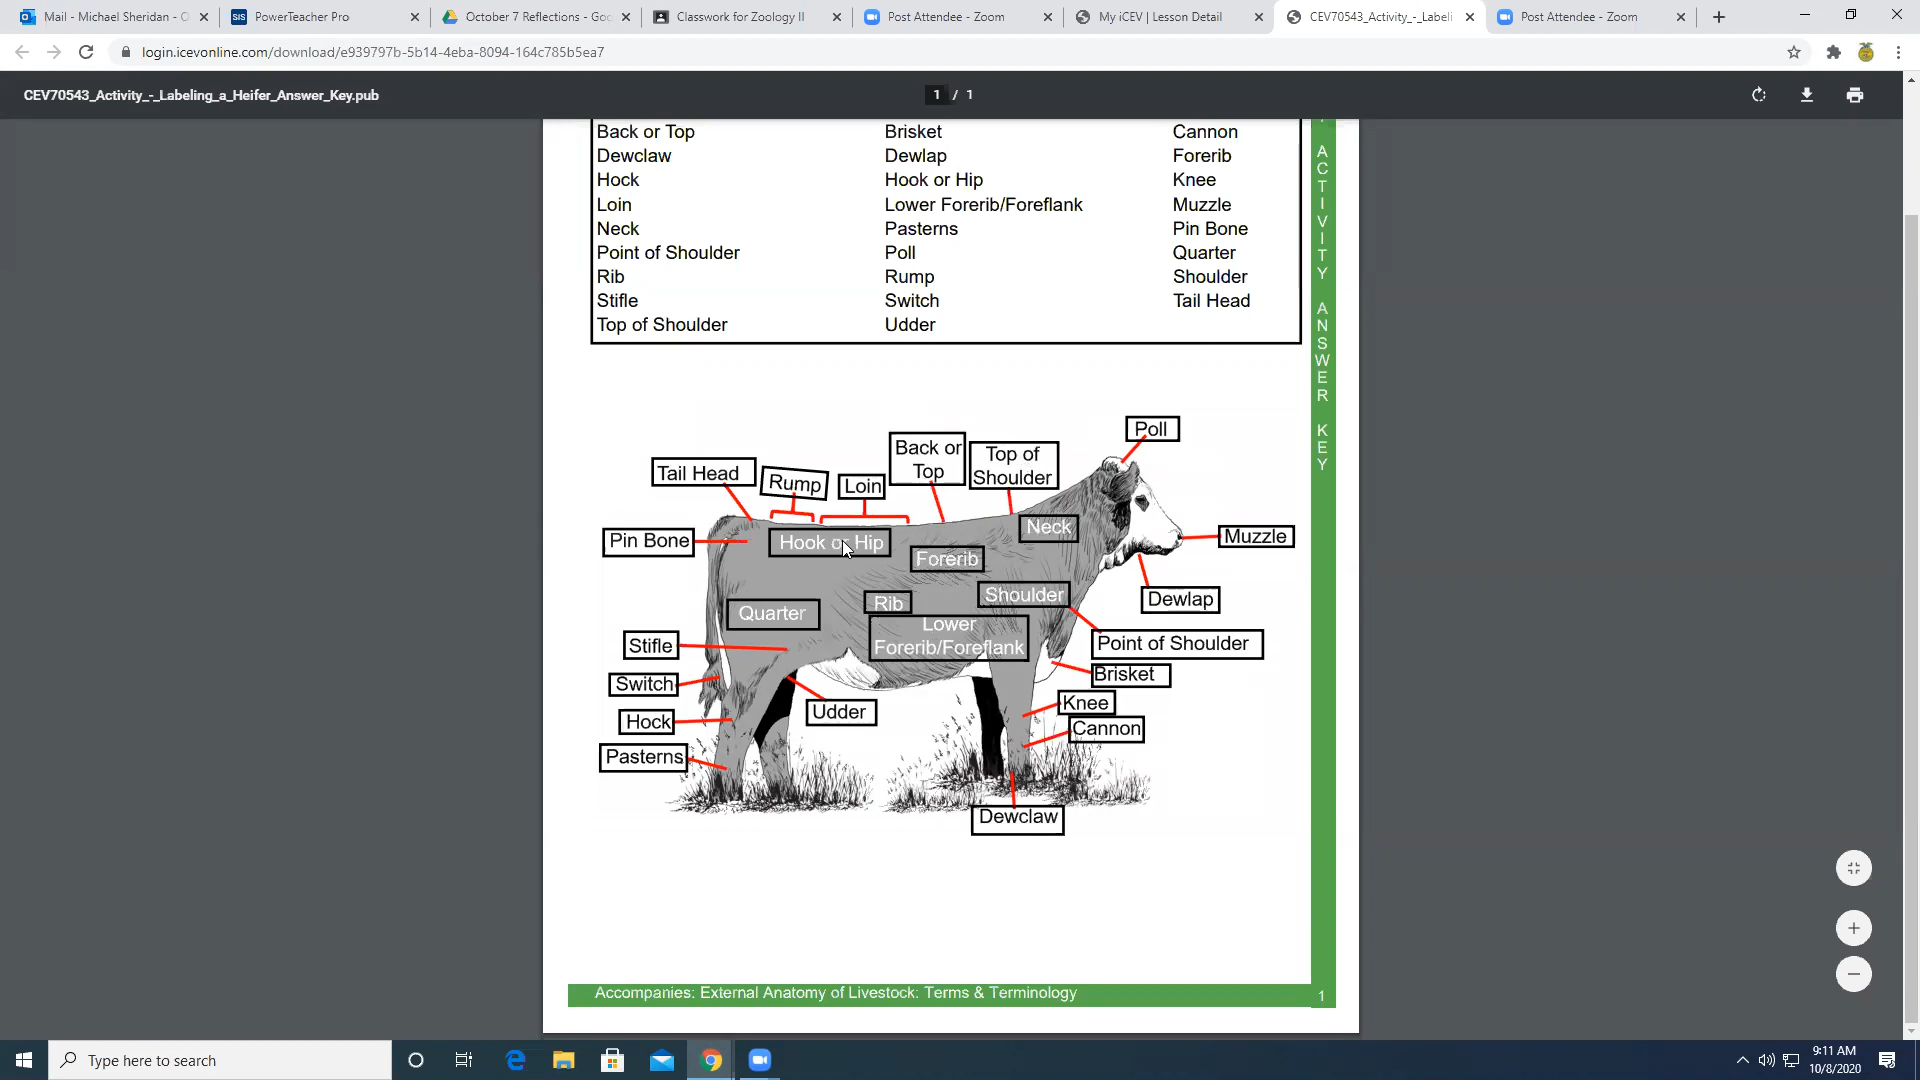 Mail - Michael Sheridan - O
PowerTeacher Pro
October 7 Reflections - Goo
Classwork for Zoology II
Post Attendee - Zoom
My iCEV | Lesson Detail
CEV70543_Activity_-_Labeli
Post Attendee - Zoom
login.icevonline.com/download/e939797b-5b14-4eba-8094-164c785b5ea7
CEV70543_Activity_-_Labeling_a_Heifer_Answer_Key.pub
1 / 1
Back or Top Brisket Cannon
Dewclaw Dewlap Forerib
Hock Hook or Hip Knee
Loin Lower Forerib/Foreflank Muzzle
Neck Pasterns Pin Bone
Point of Shoulder Poll Quarter
Rib Rump Shoulder
Stifle Switch Tail Head
Top of Shoulder Udder
ACTIVITY ANSWER KEY
Poll
Back or
Top
Top of
Shoulder
Tail Head
Rump
Loin
Neck
Pin Bone
Hook or Hip
Muzzle
Forerib
Shoulder
Dewlap
Rib
Quarter
Lower
Forerib/Foreflank
Point of Shoulder
Stifle
Brisket
Switch
Knee
Udder
Hock
Cannon
Pasterns
Dewclaw
Accompanies: External Anatomy of Livestock: Terms & Terminology
1
Type here to search
9:11 AM
10/8/2020